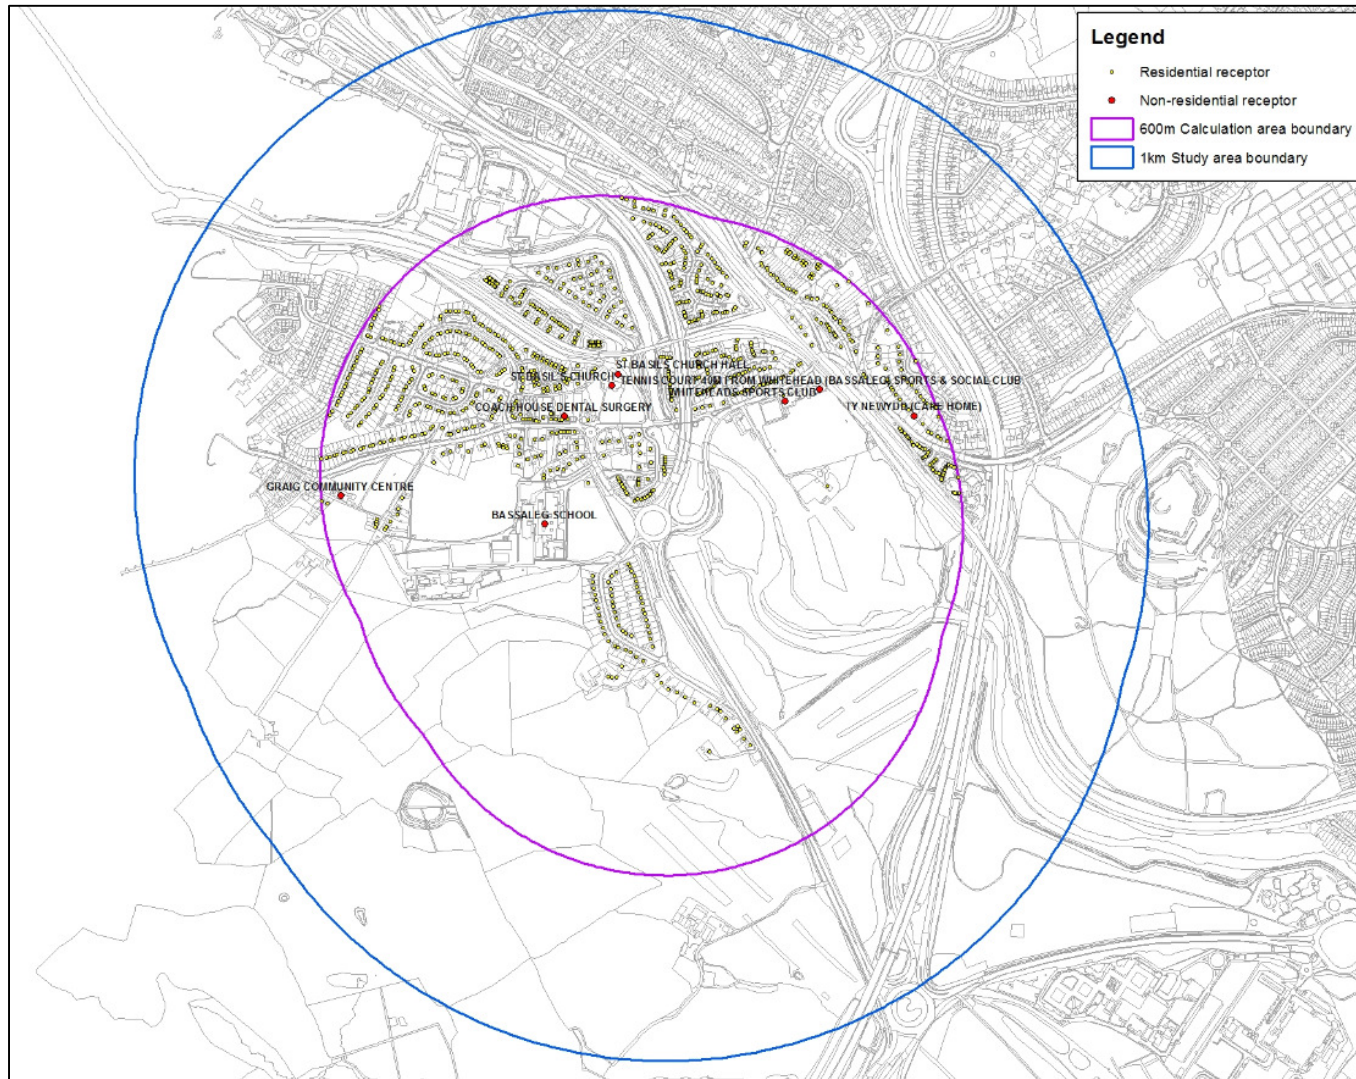 Legend
Residential receptor
Non-residential receptor
600m Calculation area boundary
1km Study area boundary
ST BASIL'S CHURCH HALL
ST BASIL'S CHURCH
TENNIS COURT 40M FROM WHITEHEAD (BASSALEG) SPORTS & SOCIAL CLUB
WHITEHEADS SPORTS CLUB
COACH HOUSE DENTAL SURGERY
TY NEWYDD (CARE HOME)
GRAIG COMMUNITY CENTRE
BASSALEG SCHOOL